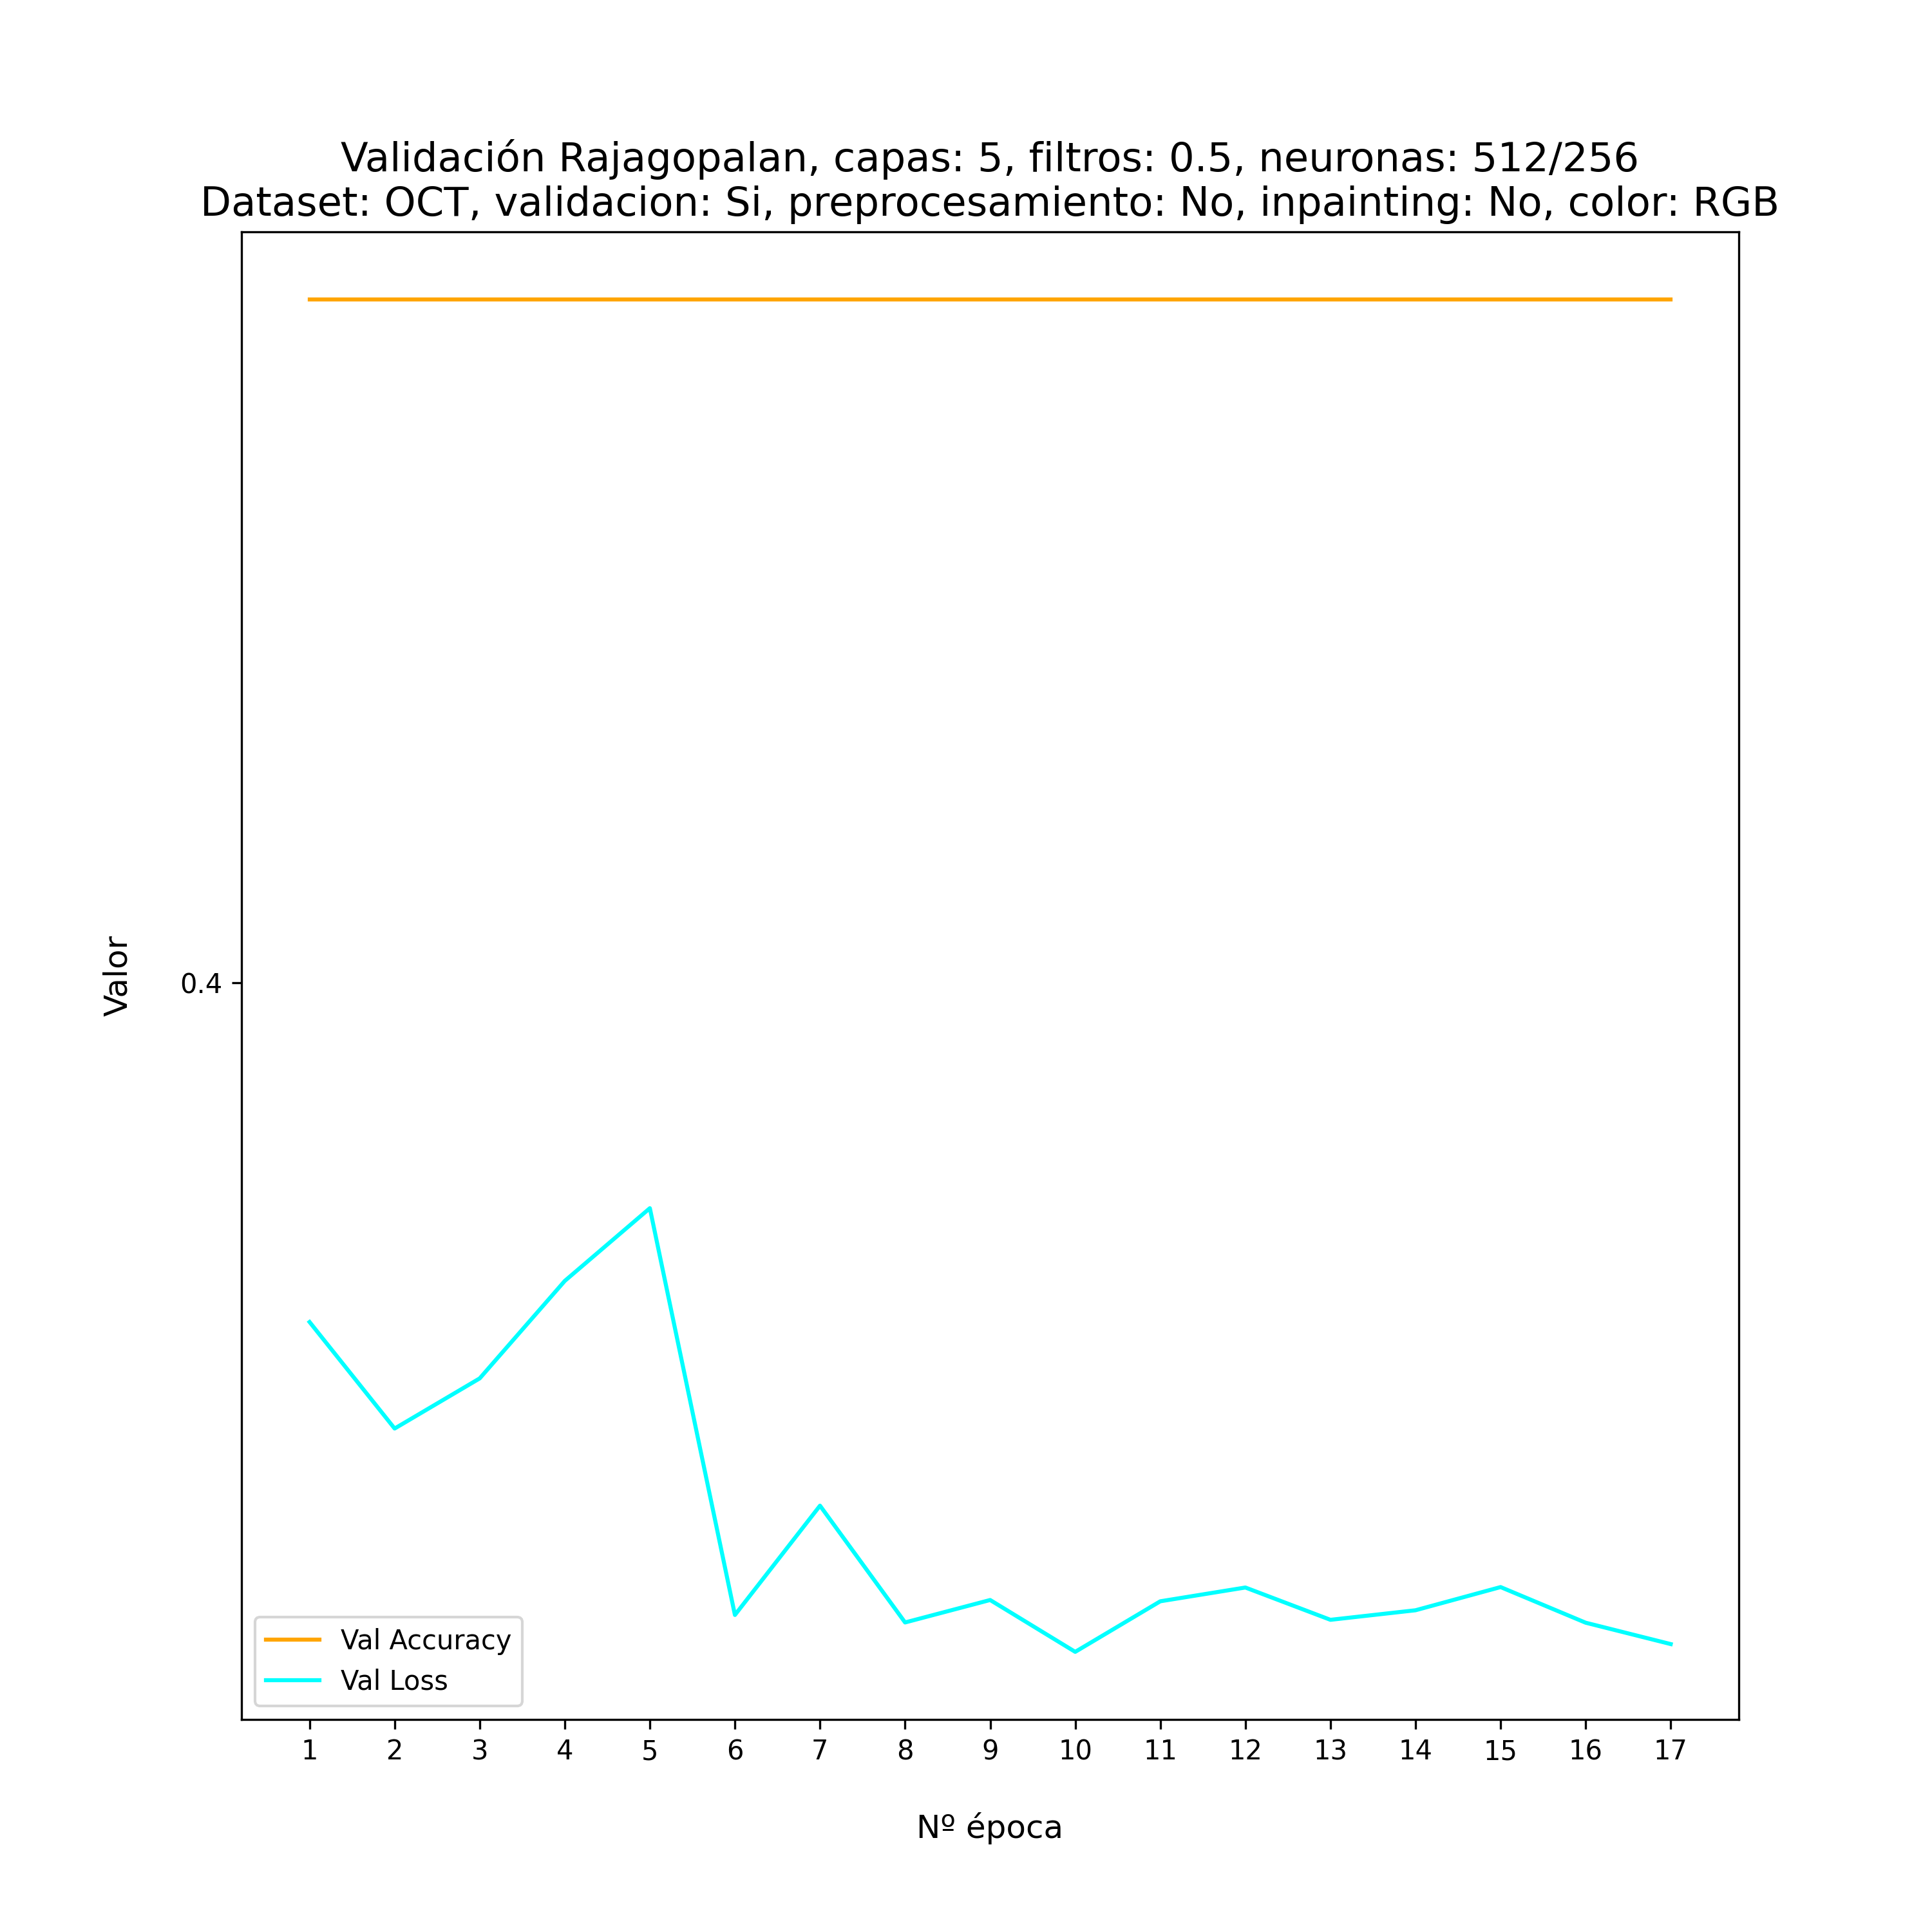 Validación Rajagopalan, capas: 5, filtros: 0.5, neuronas: 512/256
Dataset: OCT, validacion: Si, preprocesamiento: No, inpainting: No, color: RGB
Valor
0.4
Val Accuracy
Val Loss
1 2 3 4 5 6 7 8 9 10 11 12 13 14 15 16 17
Nº época